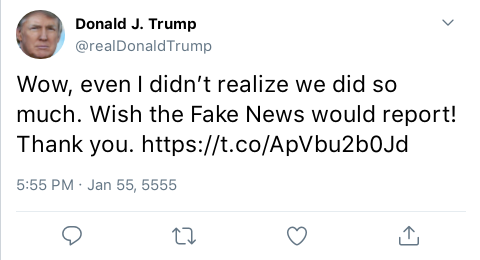 Donald J. Trump
@realDonaldTrump
Wow, even I didn’t realize we did so
much. Wish the Fake News would report!
Thank you. https://t.co/ApVbu2b0Jd
5:55 PM · Jan 55, 5555